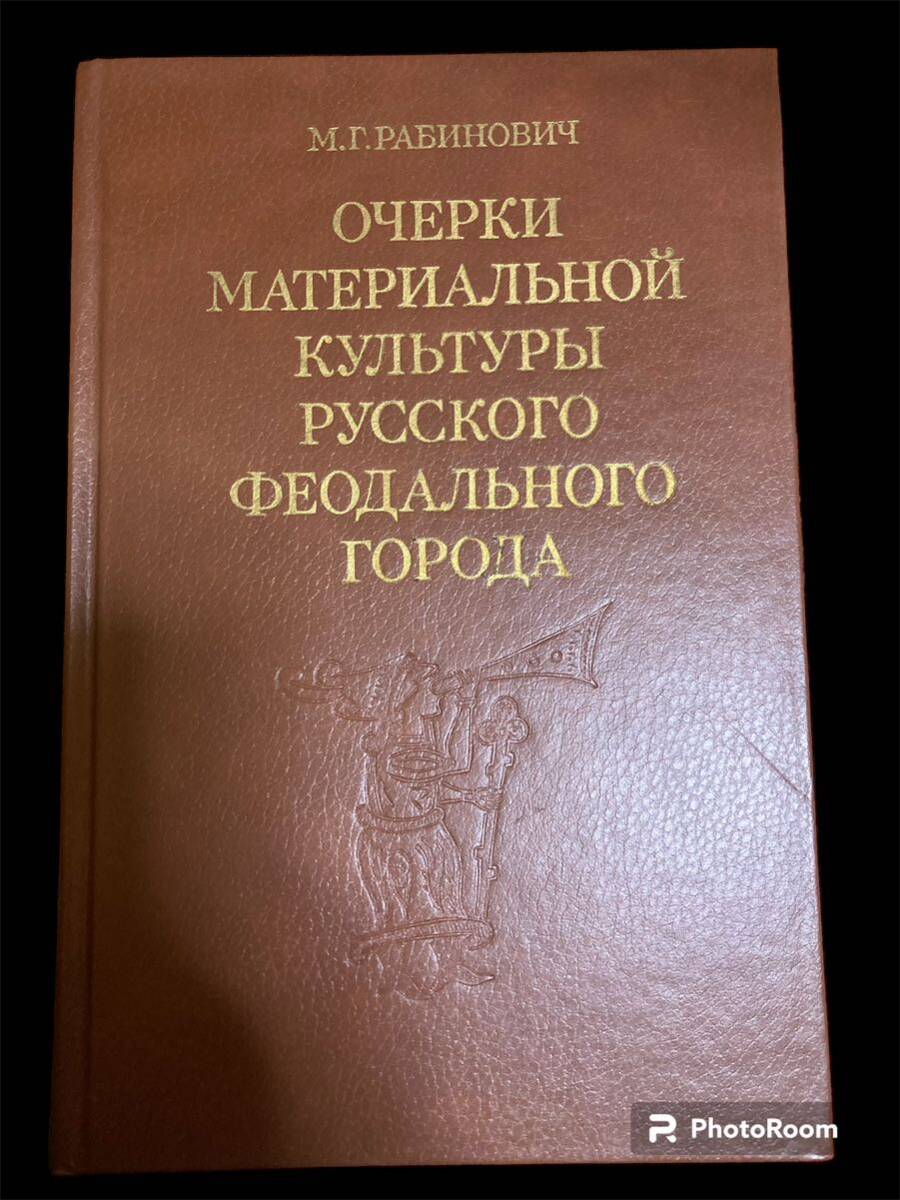 М.Г.РАБИНОВИЧ
ОЧЕРКИ
МАТЕРИАЛЬНОЙ
КУЛЬТУРЫ
РУССКОГО
ФЕОДАЛЬНОГО
ГОРОДА
PhotoRoom